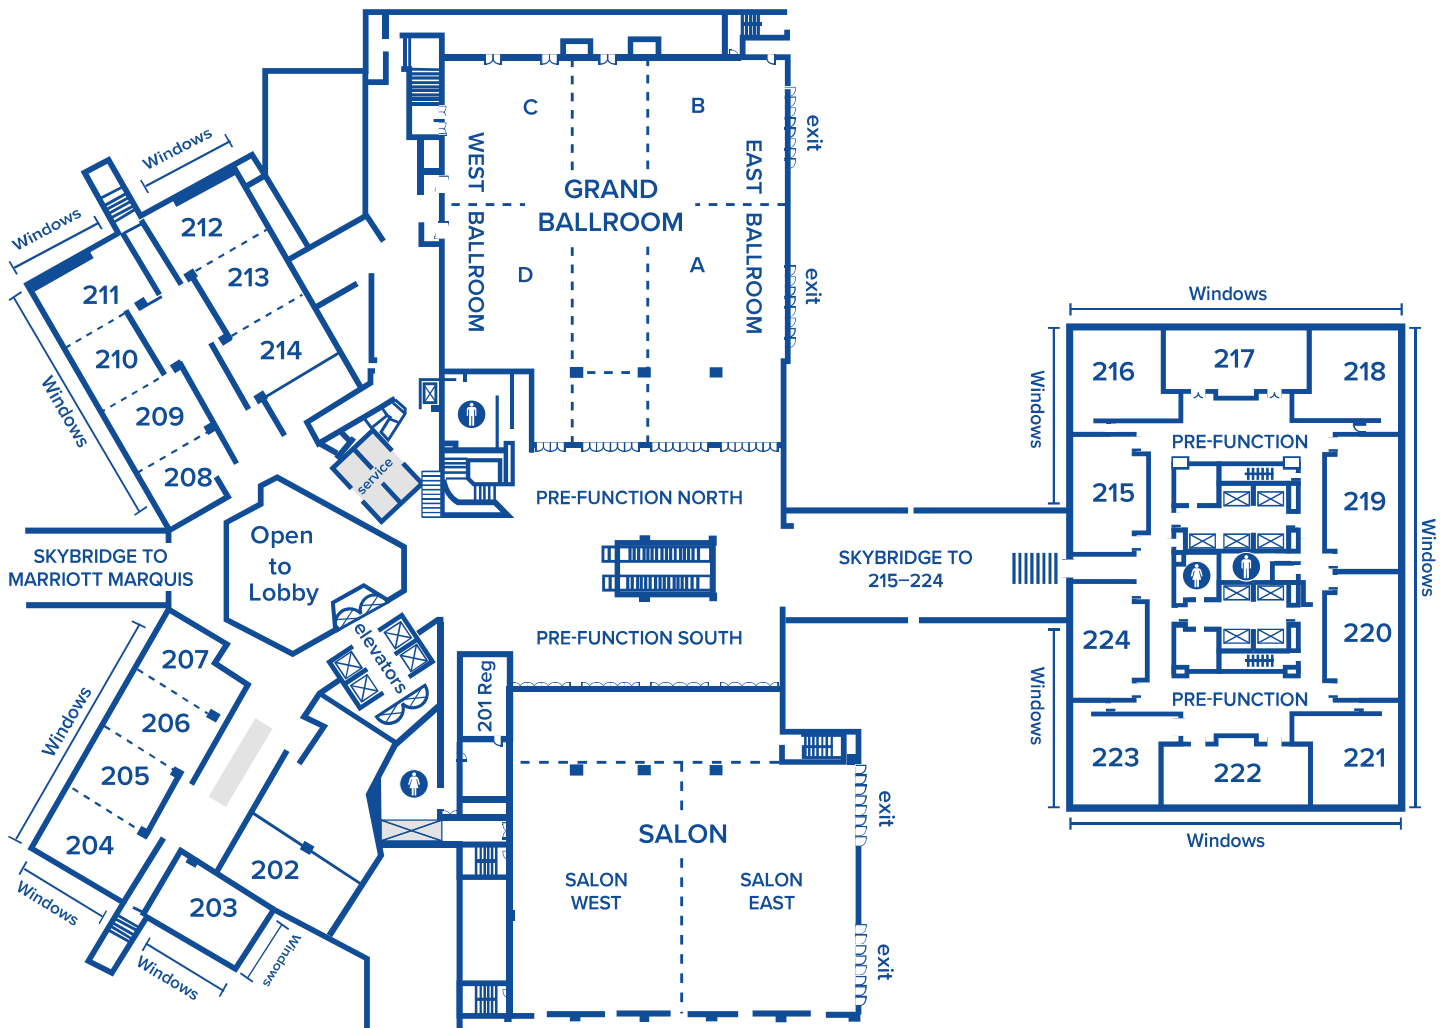 C
B
exit
WEST BALLROOM
EAST BALLROOM
GRAND
BALLROOM
D
A
exit
Windows
Windows
212
213
211
214
210
209
208
Windows
service
PRE-FUNCTION NORTH
Open
to
Lobby
SKYBRIDGE TO
MARRIOTT MARQUIS
SKYBRIDGE TO
215–224
PRE-FUNCTION SOUTH
elevators
207
206
205
204
Windows
Windows
201 Reg
202
203
Windows
Windows
SALON
SALON
WEST
SALON
EAST
exit
exit
Windows
216
217
218
Windows
PRE-FUNCTION
215
219
Windows
224
220
Windows
PRE-FUNCTION
223
222
221
Windows